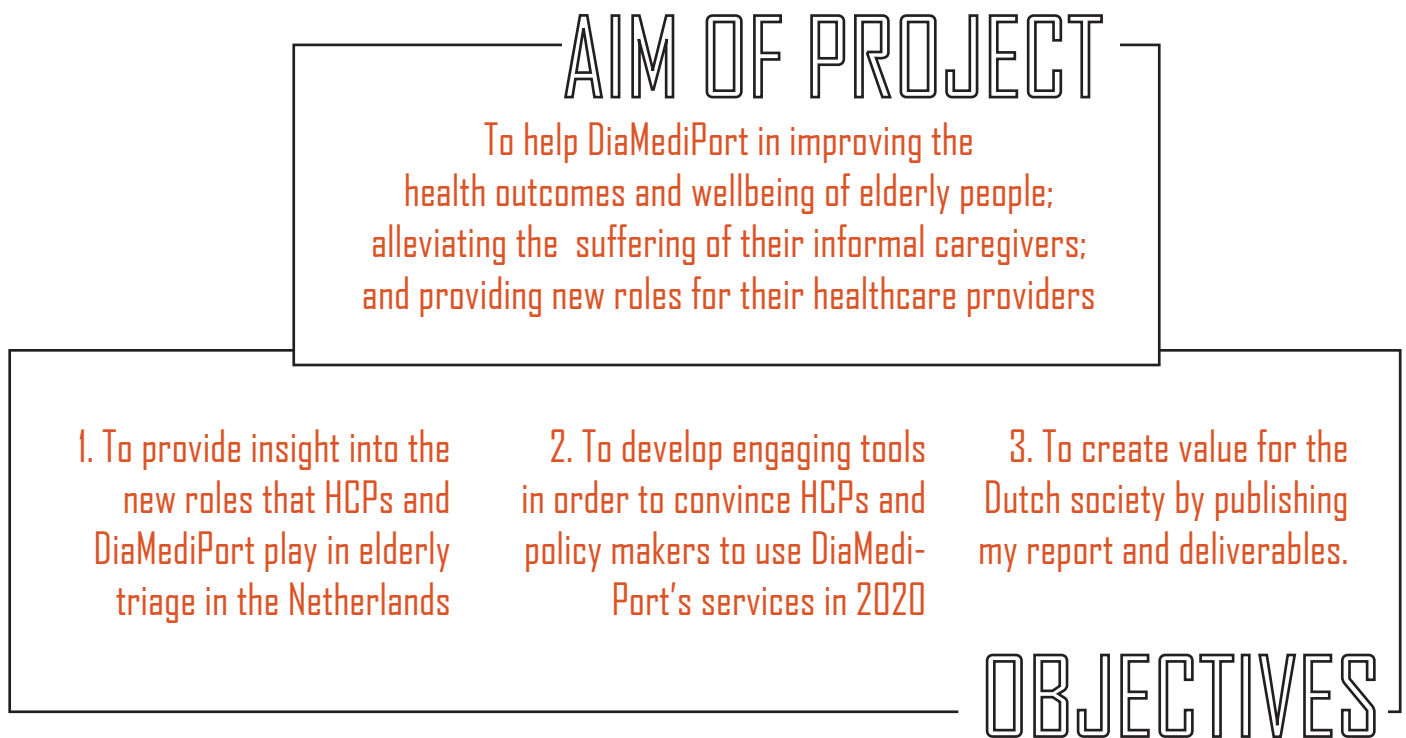 AIM OF PROJECT
To help DiaMediPort in improving the
health outcomes and wellbeing of elderly people;
alleviating the suffering of their informal caregivers;
and providing new roles for their healthcare providers
1. To provide insight into the
new roles that HCPs and
DiaMediPort play in elderly
triage in the Netherlands
2. To develop engaging tools
in order to convince HCPs and
policy makers to use DiaMedi-
Port's services in 2020
3. To create value for the
Dutch society by publishing
my report and deliverables.
OBJECTIVES